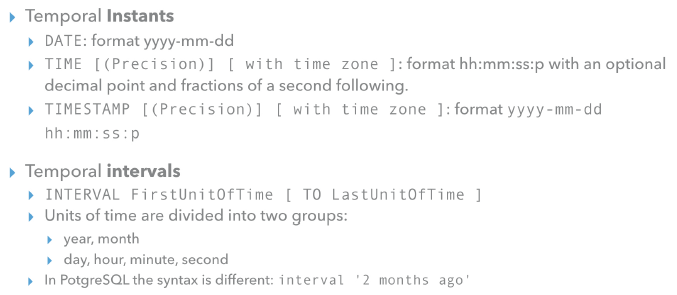 Temporal Instants
DATE: format yyyy-mm-dd
TIME [(Precision)] [ with time zone ]: format hh:mm:ss:p with an optional
decimal point and fractions of a second following.
TIMESTAMP [(Precision)] [ with time zone ]: format yyyy-mm-dd
hh:mm:ss:p
Temporal intervals
INTERVAL FirstUnitOfTime [ TO LastUnitOfTime ]
Units of time are divided into two groups:
year, month
day, hour, minute, second
In PotgreSQL the syntax is different: interval '2 months ago'